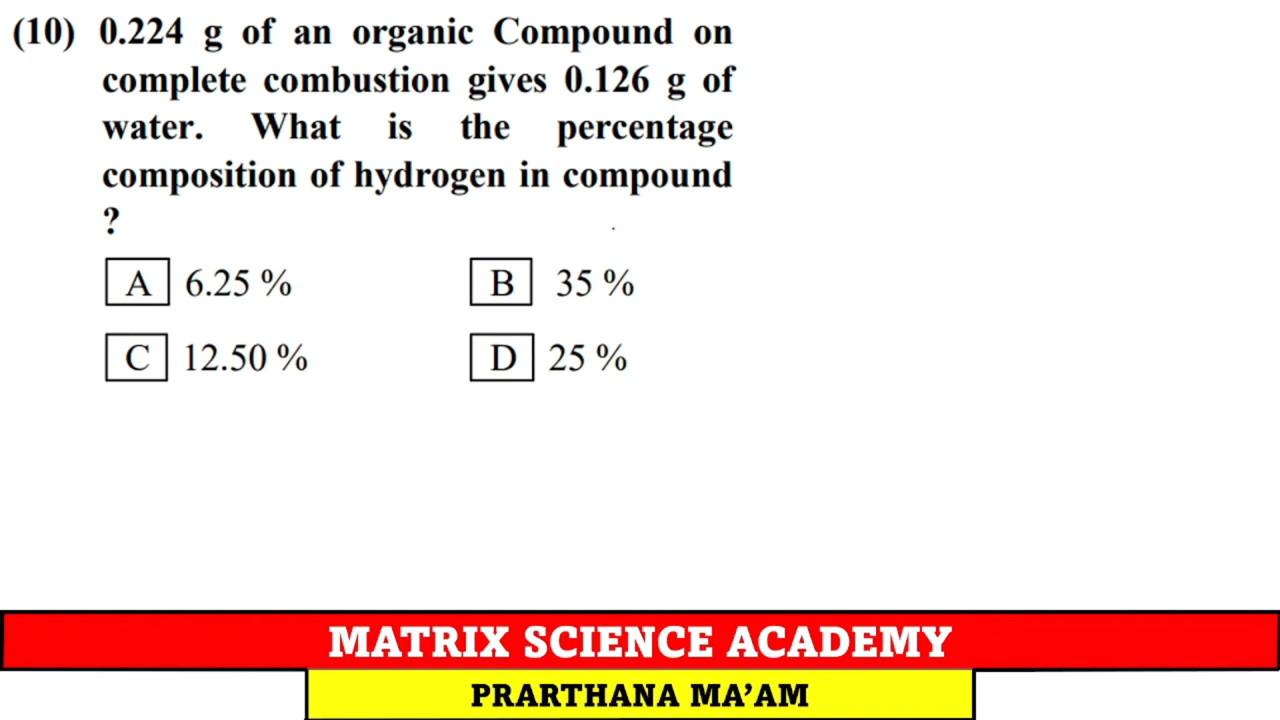 (10) 0.224 g of an organic Compound on
complete combustion gives 0.126 g of
water. What is the percentage
composition of hydrogen in compound
?
A 6.25 % B 35 %
C 12.50 % D 25 %
MATRIX SCIENCE ACADEMY
PRARTHANA MA’AM